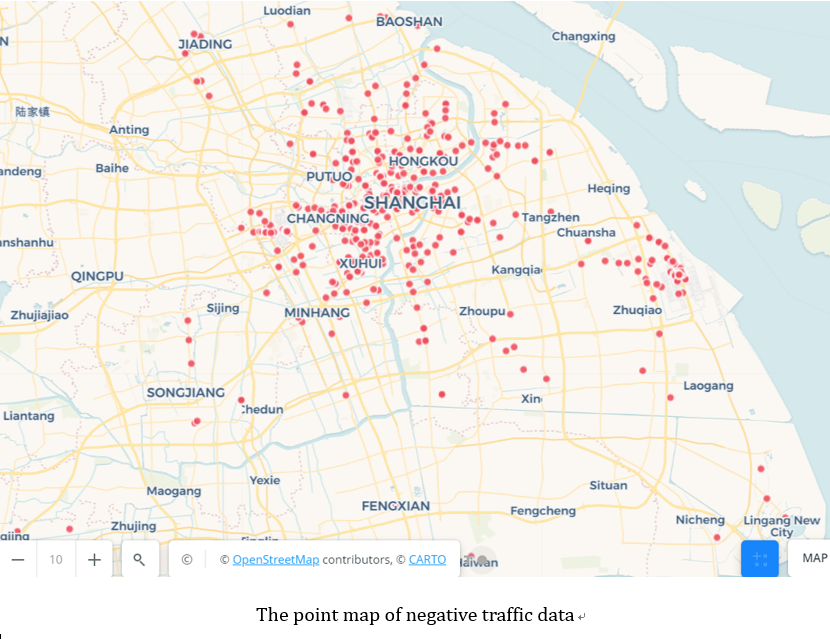 Luodian
BAOSHAN
Changxing
JIADING
N
陆家镇
Anting
HONGKOU
Baihe
andeng
PUTUO
Heqing
SHANGHAI
CHANGNING
Tangzhen
Chuansha
anshanhu
XUHUI
Kangqiao
QINGPU
Sijing
MINHANG
Zhoupu
Zhuqiao
Zhujiajiao
SONGJIANG
Laogang
Xin
Chedun
Liantang
Yexie
Situan
Maogang
FENGXIAN
Fengcheng
Zhujing
Nicheng
Lingang New
City
10
© © OpenStreetMap contributors, © CARTO
Haiwan
MAP
The point map of negative traffic data